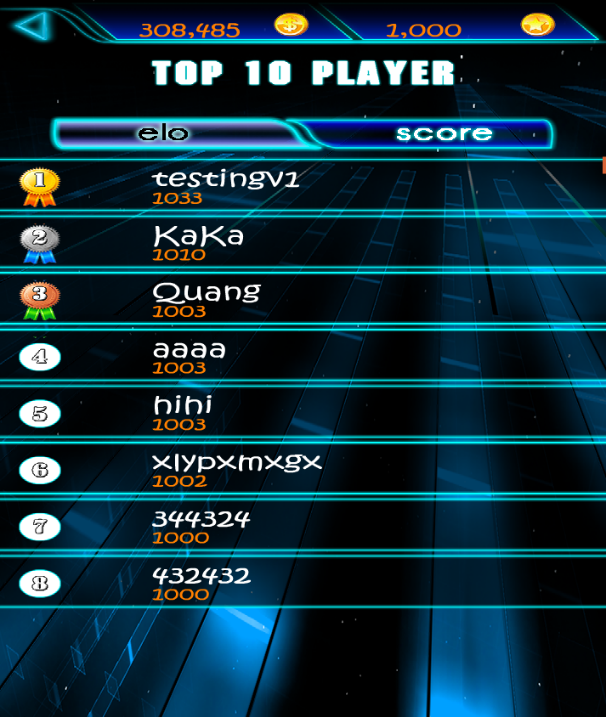 308,485 1,000
TOP 10 PLAYER
elo score
1 testingv1
1033
2 KaKa
1010
3 Quang
1003
4 aaaa
1003
5 hihi
1003
6 xlypxmxgx
1002
7 344324
1000
8 432432
1000